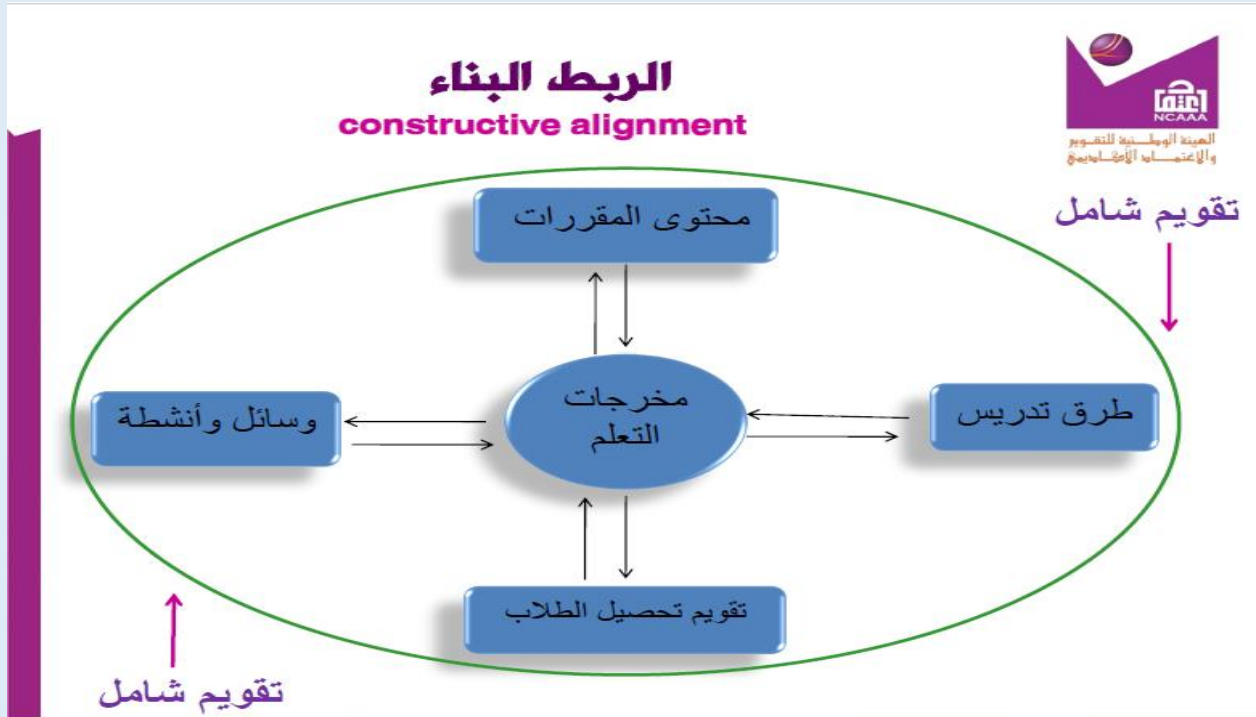 الربط البناء
constructive alignment
اعتماد
NCAAA
الهيئة الوطنية للتقويم
والاعتماد الأكاديمي
تقويم شامل
محتوى المقررات
مخرجات
التعلم
طرق تدريس
وسائل وأنشطة
تقويم تحصيل الطلاب
تقويم شامل